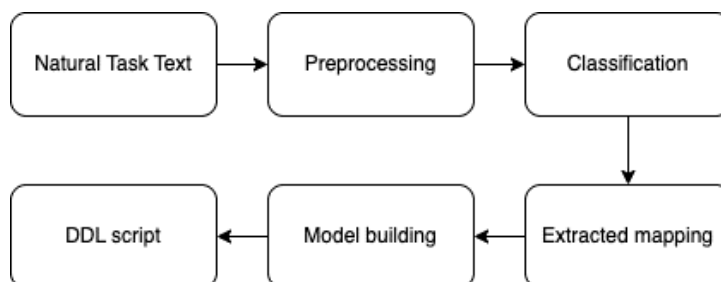 Natural Task Text
Preprocessing
Classification
Extracted mapping
Model building
DDL script